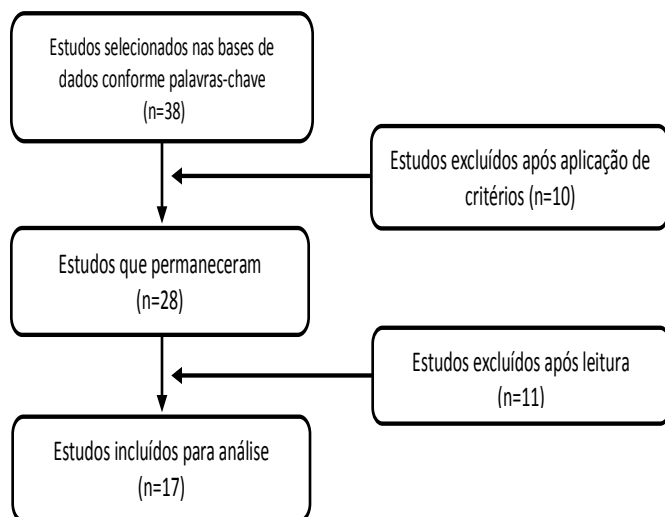 Estudos selecionados nas bases de
dados conforme palavras-chave
(n=38)
Estudos excluídos após aplicação de
critérios (n=10)
Estudos que permaneceram
(n=28)
Estudos excluídos após leitura
(n=11)
Estudos incluídos para análise
(n=17)